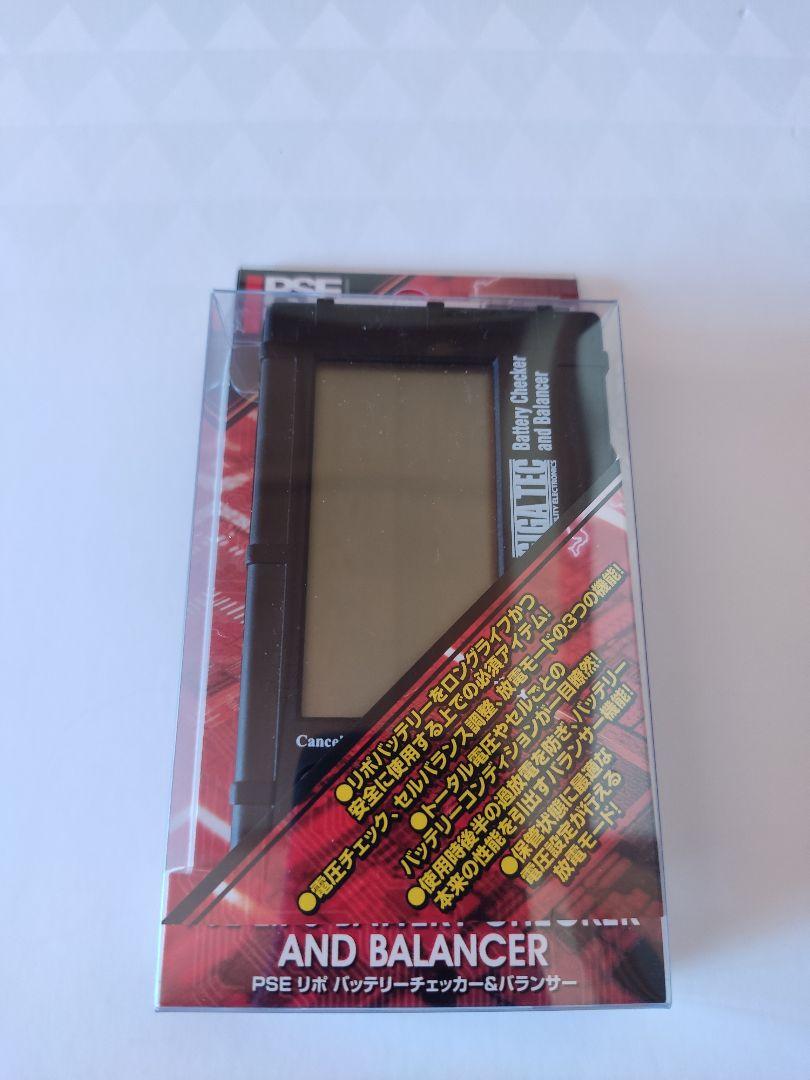 PSE
Battery Checker
and Balancer
GIGA TEC
Cance
●リポバッテリーをロングライフかつ
安全に使用する上での必須アイテム!
●電圧チェック、セルバランス調整、放電モードの3つの機能!
●トータル電圧やセルごとの
バッテリーコンディションが一目瞭然!
●使用時後半の過放電を防ぎ、バッテリー
本来の性能を引出すバランサー機能!
●保管状態に最適な
電圧設定が行える
放電モード!
AND BALANCER
PSE リポ バッテリーチェッカー&バランサー